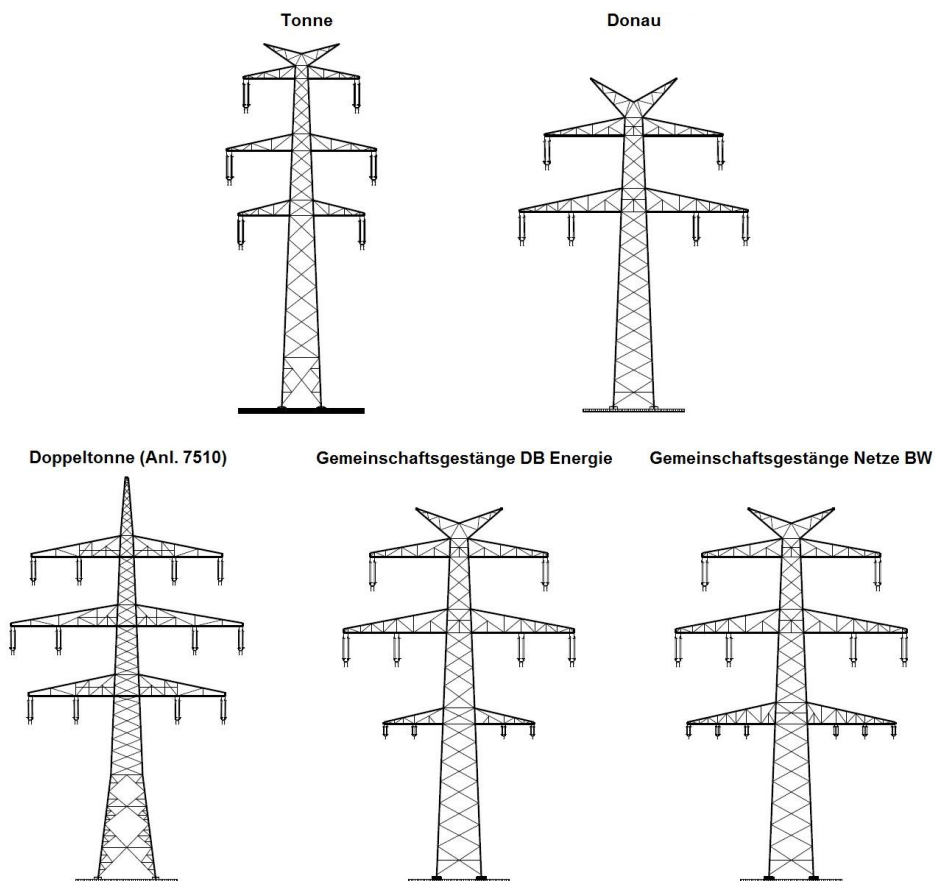 Tonne
Donau
Doppeltonne (Anl. 7510)
Gemeinschaftsgestänge DB Energie
Gemeinschaftsgestänge Netze BW